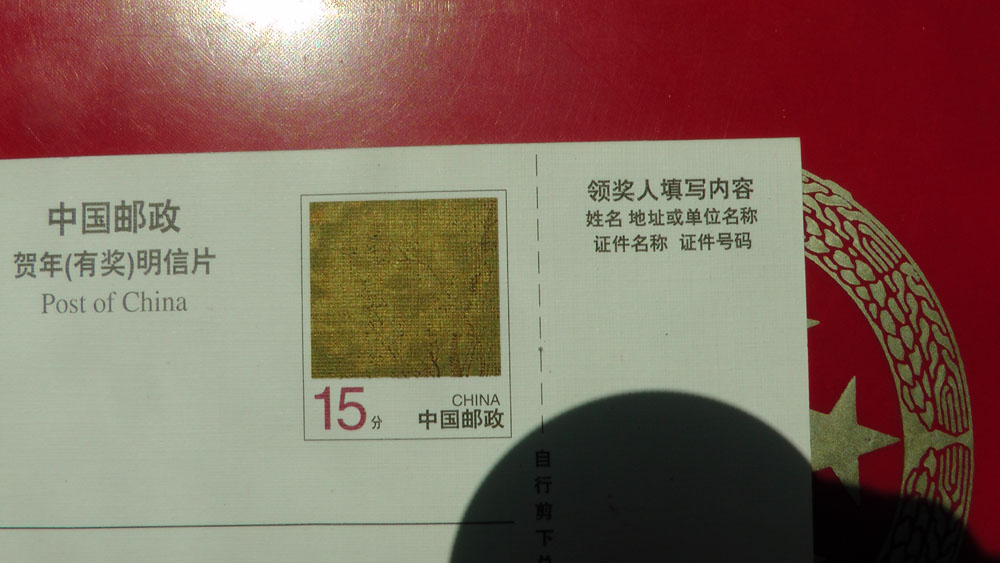 中国邮政
贺年(有奖)明信片
Post of China
15分
CHINA
中国邮政
领奖人填写内容
姓名 地址或单位名称
证件名称 证件号码
自行剪下